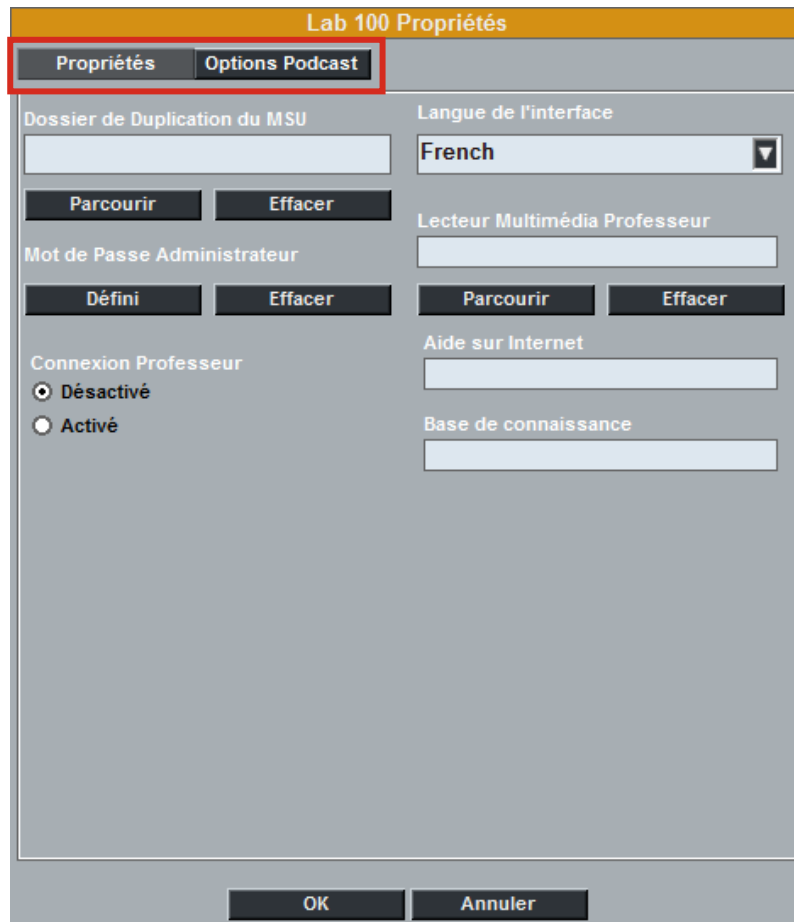 Lab 100 Propriétés
Propriétés Options Podcast
Dossier de Duplication du MSU
Parcourir Effacer
Mot de Passe Administrateur
Défini Effacer
Connexion Professeur
Désactivé
Activé
Langue de l'interface
French
Lecteur Multimédia Professeur
Parcourir Effacer
Aide sur Internet
Base de connaissance
OK Annuler